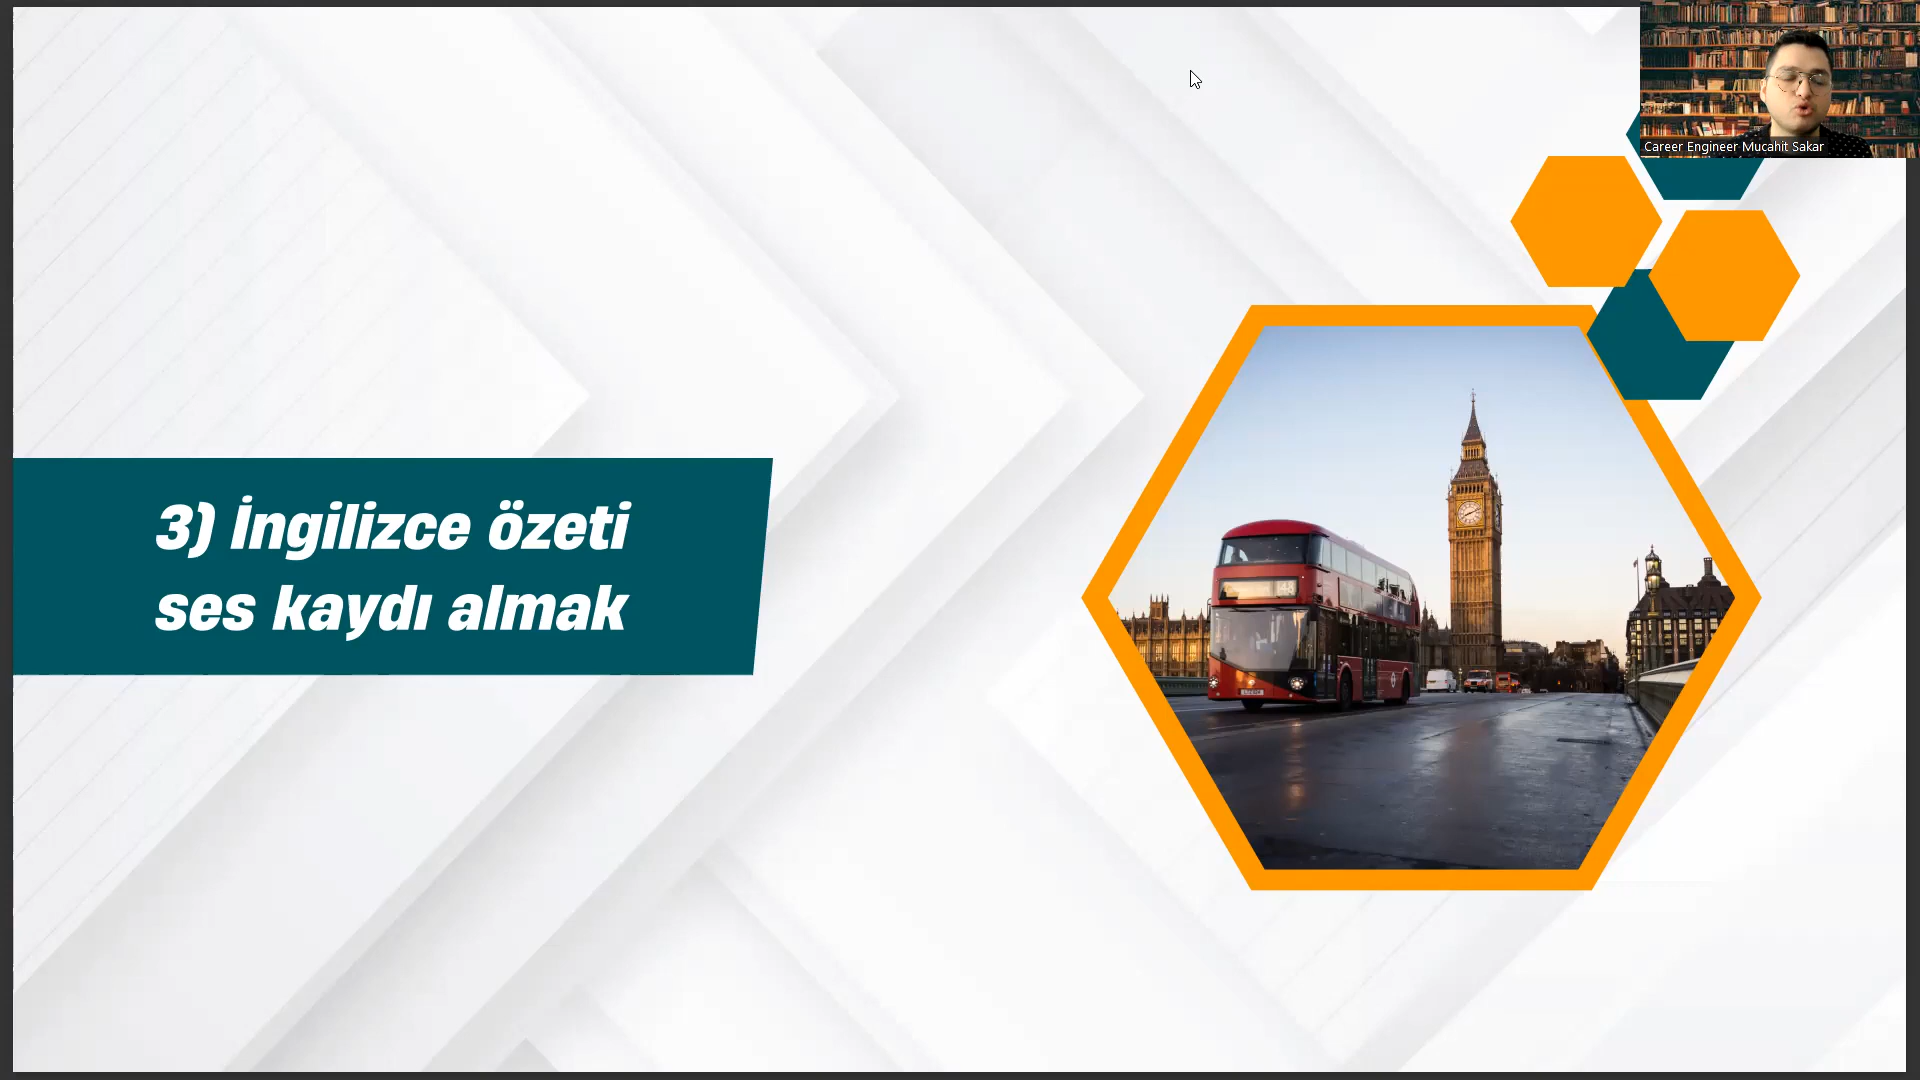 Career Engineer Mucahit Sakar
3) İngilizce özeti
ses kaydı almak